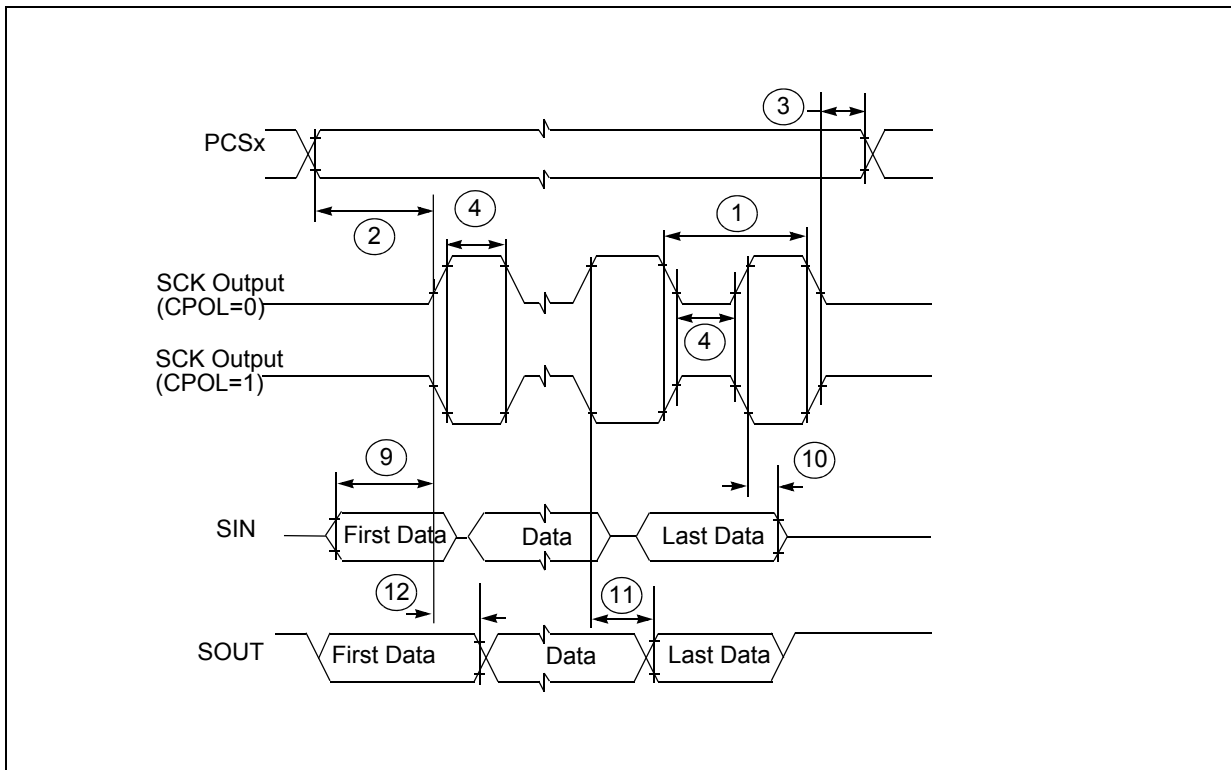 3
PCSx
2
4
1
SCK Output
(CPOL=0)
4
SCK Output
(CPOL=1)
9
10
SIN
First Data
Data
Last Data
12
11
SOUT
First Data
Data
Last Data